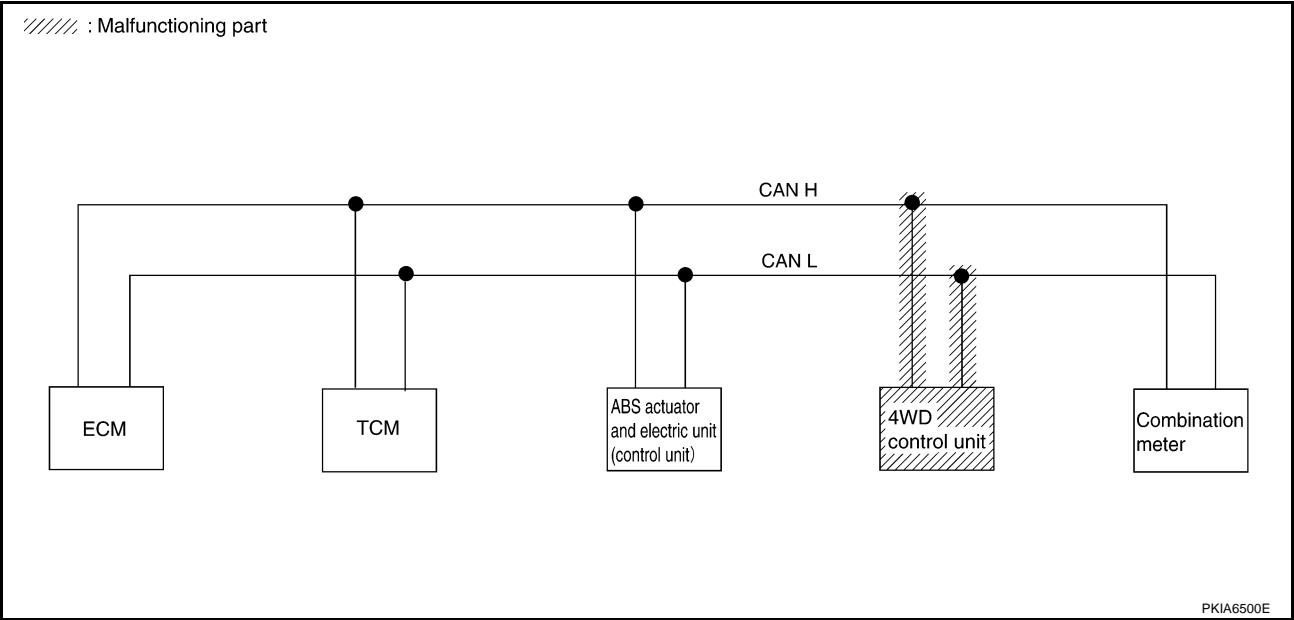 : Malfunctioning part
CAN H
CAN L
ECM
TCM
ABS actuator
and electric unit
(control unit)
4WD
control unit
Combination
meter
PKIA6500E